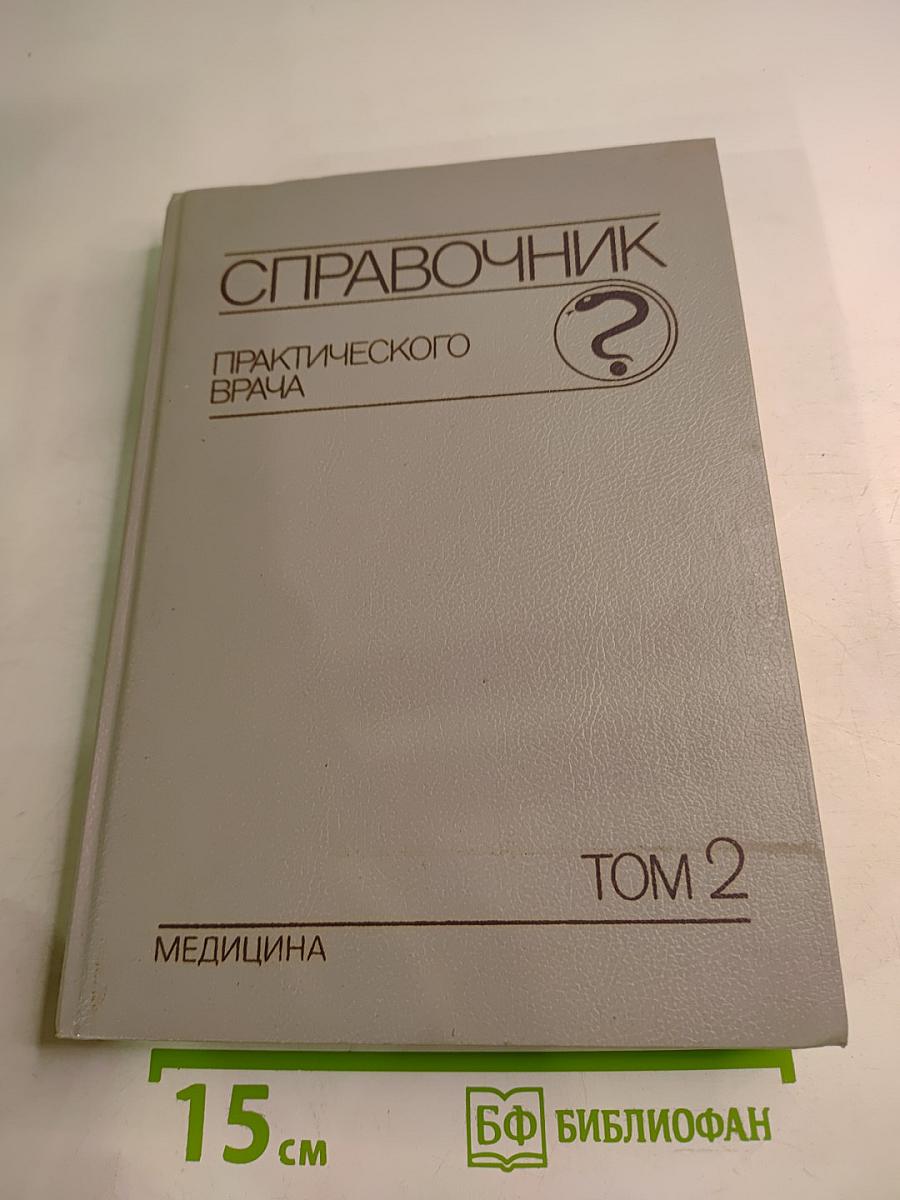 СПРАВОЧНИК
ПРАКТИЧЕСКОГО
ВРАЧА
ТОМ 2
МЕДИЦИНА
15 см
БФ БИБЛИОФАН